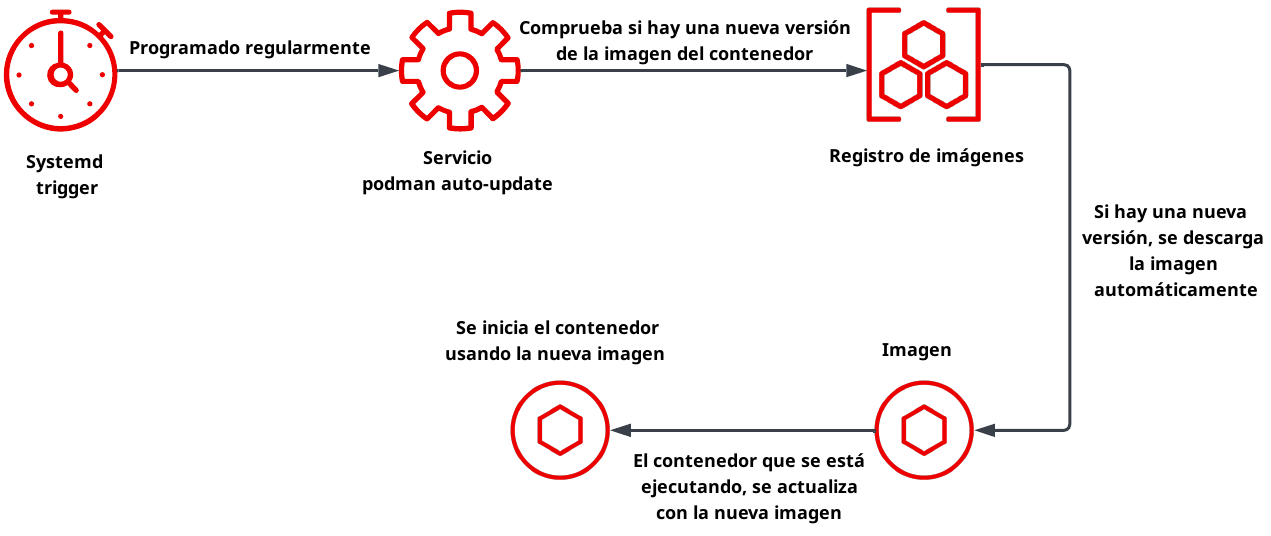 Programado regularmente
Comprueba si hay una nueva versión
de la imagen del contenedor
Systemd
trigger
Servicio
podman auto-update
Registro de imágenes
Si hay una nueva
versión, se descarga
la imagen
automáticamente
Imagen
El contenedor que se está
ejecutando, se actualiza
con la nueva imagen
Se inicia el contenedor
usando la nueva imagen